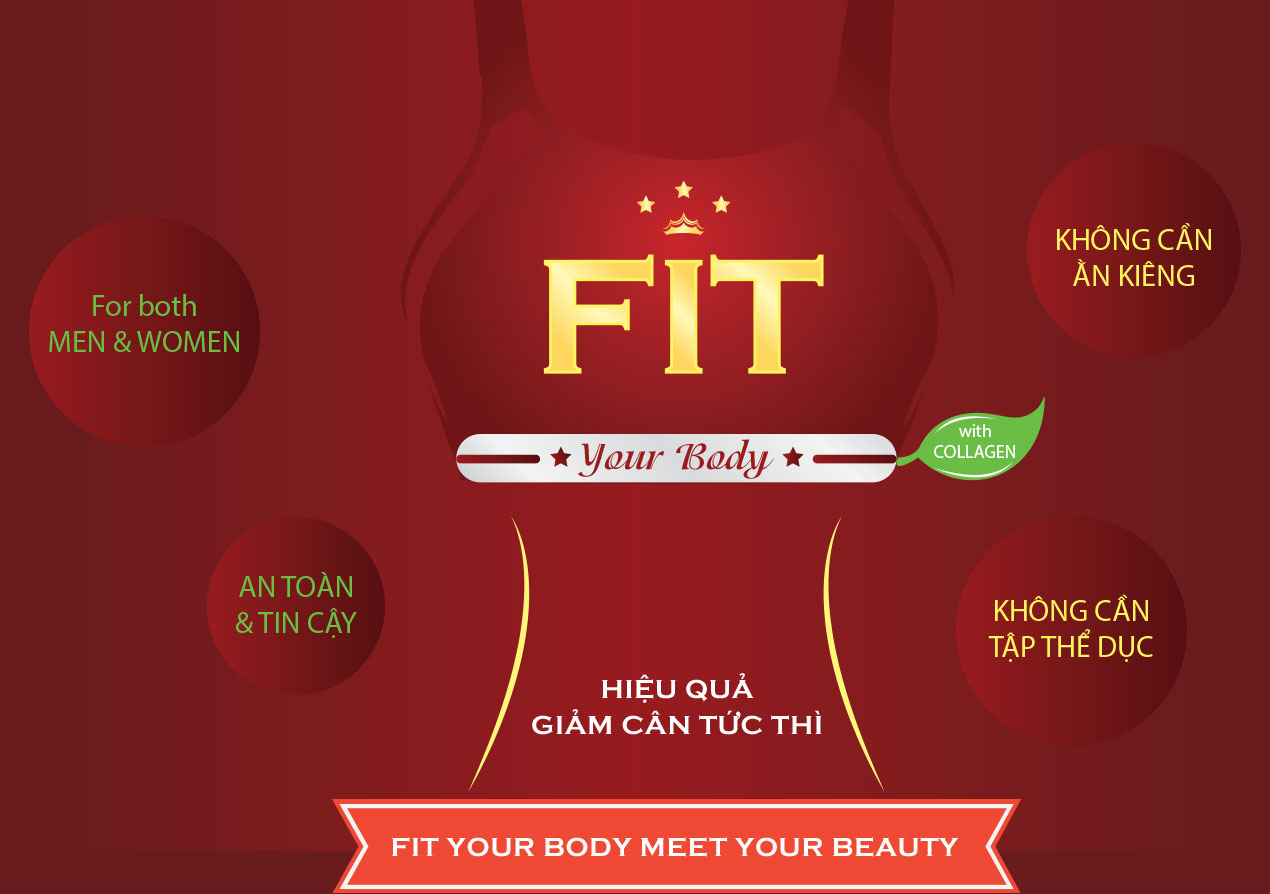 FIT
Your Body
with
COLLAGEN
For both
MEN & WOMEN
KHÔNG CẦN
ẰN KIÊNG
AN TOÀN
& TIN CẬY
KHÔNG CẦN
TẬP THỂ DỤC
HIỆU QUẢ
GIẢM CÂN TỨC THÌ
FIT YOUR BODY MEET YOUR BEAUTY